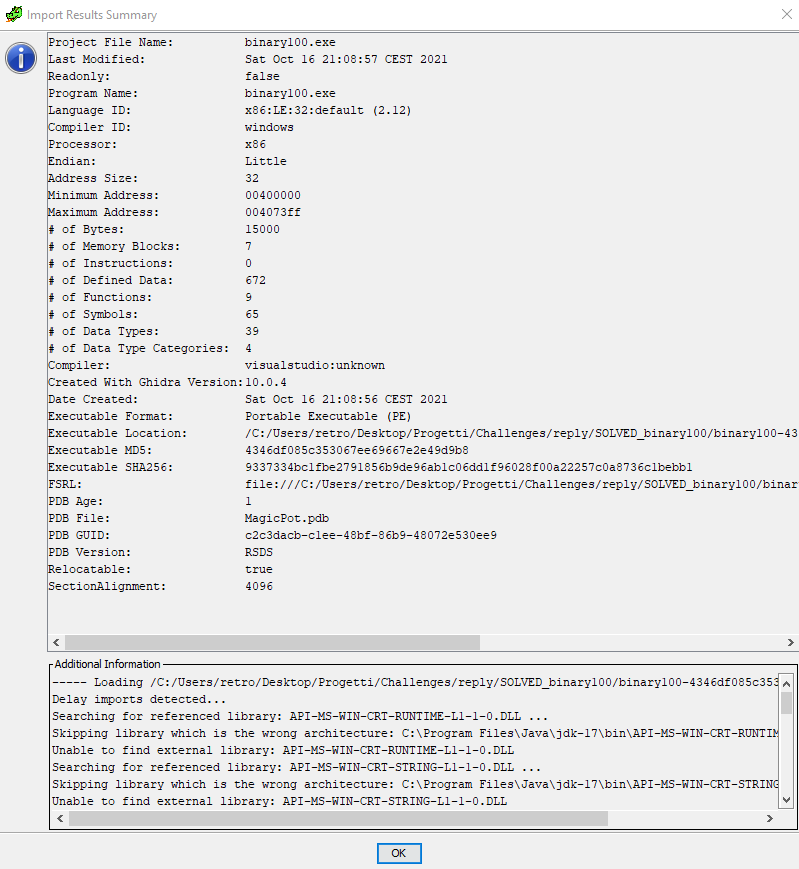 Import Results Summary
Project File Name: binary100.exe
Last Modified: Sat Oct 16 21:08:57 CEST 2021
Readonly: false
Program Name: binary100.exe
Language ID: x86:LE:32:default (2.12)
Compiler ID: windows
Processor: x86
Endian: Little
Address Size: 32
Minimum Address: 00400000
Maximum Address: 004073ff
# of Bytes: 15000
# of Memory Blocks: 7
# of Instructions: 0
# of Defined Data: 672
# of Functions: 9
# of Symbols: 65
# of Data Types: 39
# of Data Type Categories: 4
Compiler: visualstudio:unknown
Created With Ghidra Version: 10.0.4
Date Created: Sat Oct 16 21:08:56 CEST 2021
Executable Format: Portable Executable (PE)
Executable Location: /C:/Users/retro/Desktop/Progetti/Challenges/reply/SOLVED_binary100/binary100-43
Executable MD5: 4346df085c353067ee69667e2e49d9b8
Executable SHA256: 9337334bc1fbe2791856b9de96ab1c06dd1f96028f00a22257c0a8736c1bebb1
FSRL: file:///C:/Users/retro/Desktop/Progetti/Challenges/reply/SOLVED_binary100/binar
PDB Age: 1
PDB File: MagicPot.pdb
PDB GUID: c2c3dacb-c1ee-48bf-86b9-48072e530ee9
PDB Version: RSDS
Relocatable: true
SectionAlignment: 4096
Additional Information
----- Loading /C:/Users/retro/Desktop/Progetti/Challenges/reply/SOLVED_binary100/binary100-4346df085c353
Delay imports detected...
Searching for referenced library: API-MS-WIN-CRT-RUNTIME-L1-1-0.DLL ...
Skipping library which is the wrong architecture: C:\Program Files\Java\jdk-17\bin\API-MS-WIN-CRT-RUNTIM
Unable to find external library: API-MS-WIN-CRT-RUNTIME-L1-1-0.DLL
Searching for referenced library: API-MS-WIN-CRT-STRING-L1-1-0.DLL ...
Skipping library which is the wrong architecture: C:\Program Files\Java\jdk-17\bin\API-MS-WIN-CRT-STRING
Unable to find external library: API-MS-WIN-CRT-STRING-L1-1-0.DLL
OK